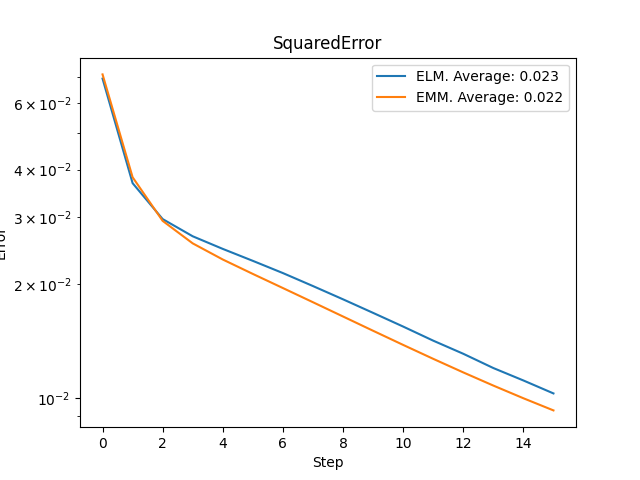 SquaredError
ELM. Average: 0.023
EMM. Average: 0.022
6 × 10⁻²
4 × 10⁻²
3 × 10⁻²
2 × 10⁻²
10⁻²
Error
0 2 4 6 8 10 12 14
Step